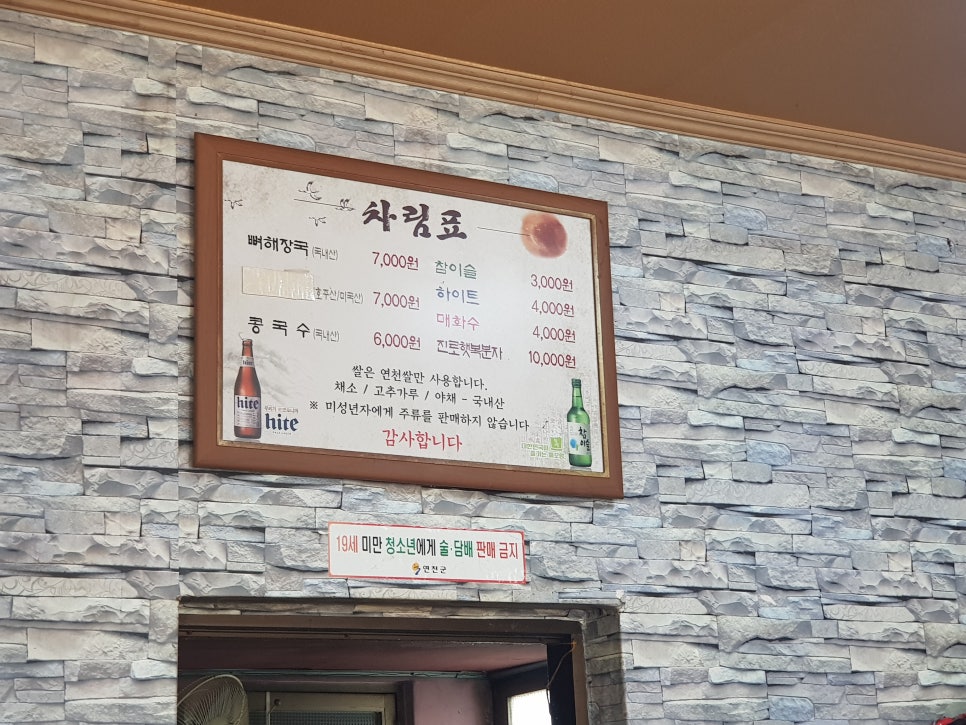 차림표
뼈해장국 (국내산) 7,000원
호주산/미국산) 7,000원
콩국수 (국내산) 6,000원
참이슬 3,000원
하이트 4,000원
매화수 4,000원
진로햇복분자 10,000원
쌀은 연천쌀만 사용합니다.
채소 / 고추가루 / 야채 - 국내산
※ 미성년자에게 주류를 판매하지 않습니다
감사합니다
hite
hite
참이슬
19세 미만 청소년에게 술·담배 판매 금지
연천군